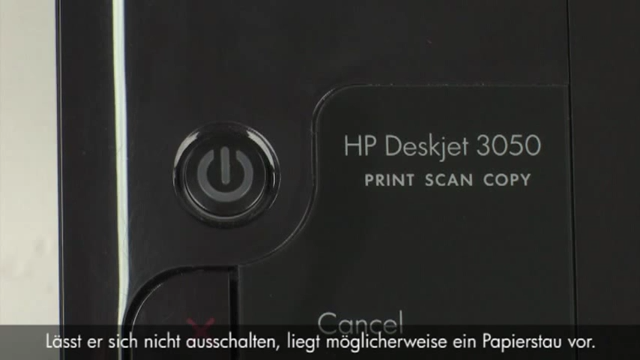 HP Deskjet 3050
PRINT SCAN COPY
Cancel
Lässt er sich nicht ausschalten, liegt möglicherweise ein Papierstau vor.